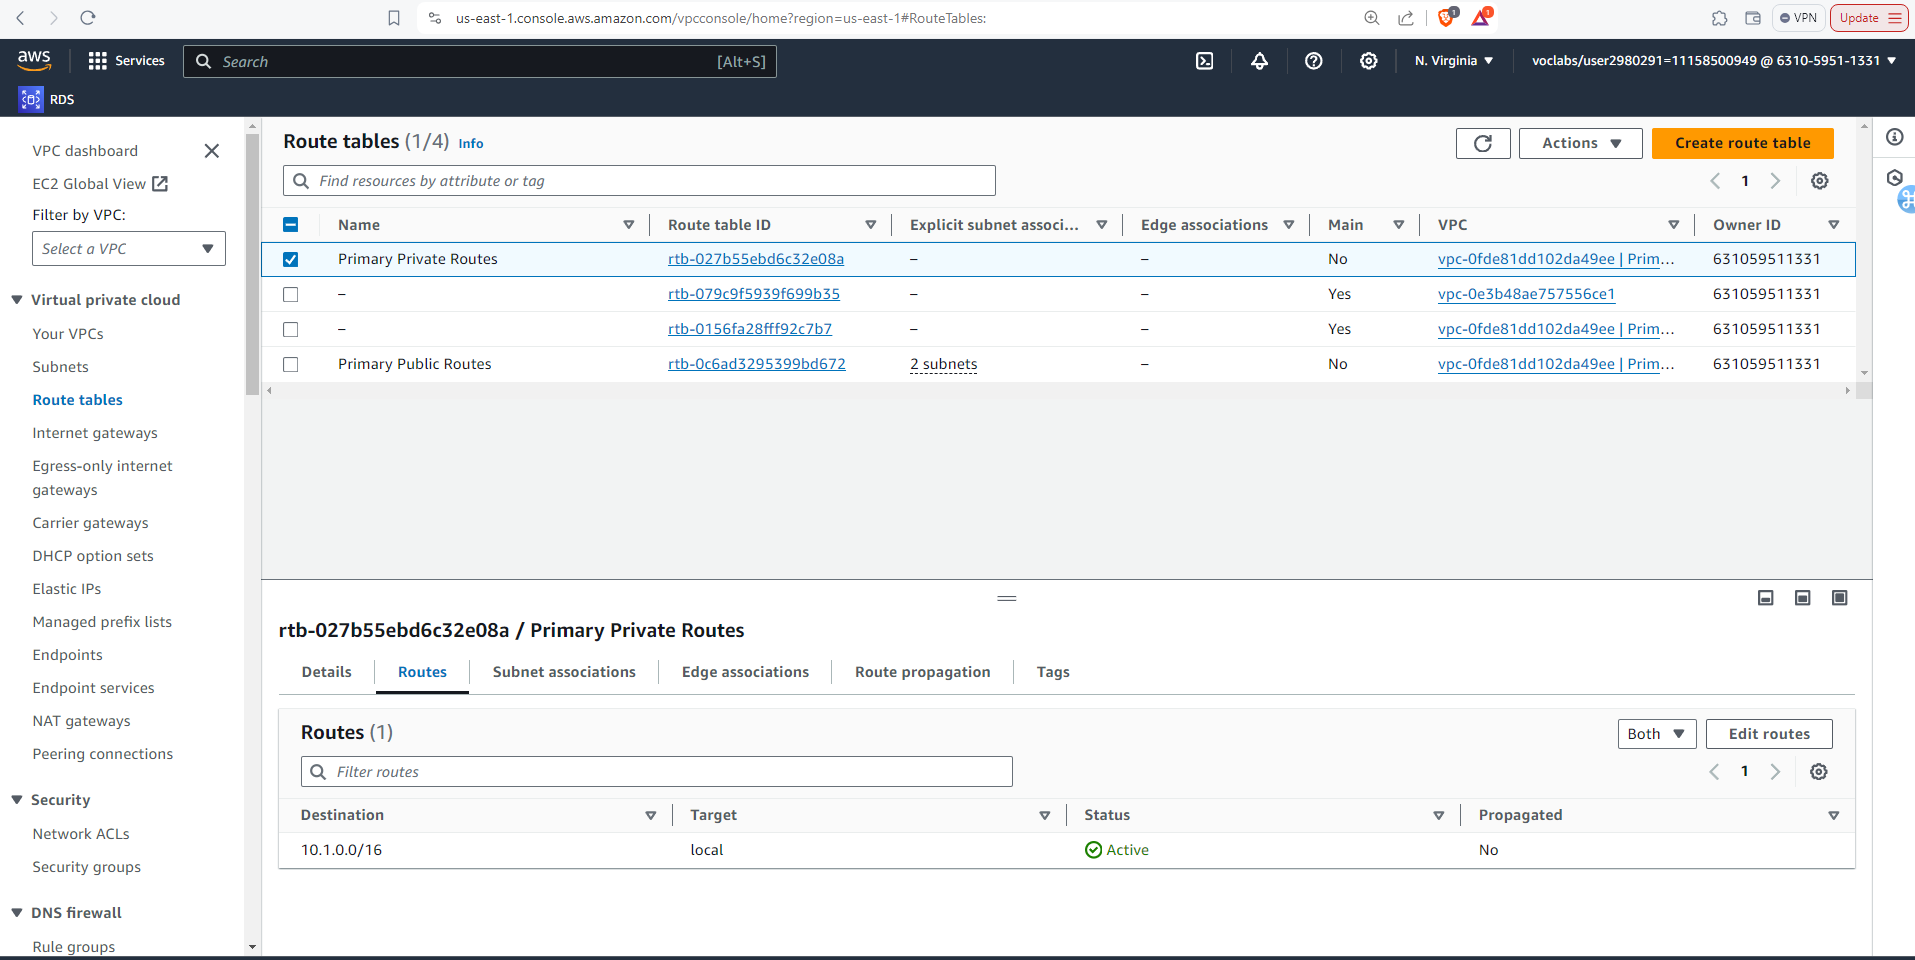 us-east-1.console.aws.amazon.com/vpcconsole/home?region=us-east-1#RouteTables:
1
1
VPN
Update
aws
Services
Search
[Alt+S]
N. Virginia
voclabs/user2980291=11158500949 @ 6310-5951-1331
RDS
VPC dashboard
EC2 Global View
Filter by VPC:
Select a VPC
Virtual private cloud
Your VPCs
Subnets
Route tables
Internet gateways
Egress-only internet
gateways
Carrier gateways
DHCP option sets
Elastic IPs
Managed prefix lists
Endpoints
Endpoint services
NAT gateways
Peering connections
Security
Network ACLs
Security groups
DNS firewall
Rule groups
Route tables (1/4) Info
Actions
Create route table
Find resources by attribute or tag
1
Name Route table ID Explicit subnet associ... Edge associations Main VPC Owner ID
Primary Private Routes rtb-027b55ebd6c32e08a – – No vpc-0fde81dd102da49ee | Prim... 631059511331
– rtb-079c9f5939f699b35 – – Yes vpc-0e3b48ae757556ce1 631059511331
– rtb-0156fa28fff92c7b7 – – Yes vpc-0fde81dd102da49ee | Prim... 631059511331
Primary Public Routes rtb-0c6ad3295399bd672 2 subnets – No vpc-0fde81dd102da49ee | Prim... 631059511331
rtb-027b55ebd6c32e08a / Primary Private Routes
Details Routes Subnet associations Edge associations Route propagation Tags
Routes (1)
Both
Edit routes
Filter routes
1
Destination Target Status Propagated
10.1.0.0/16 local Active No